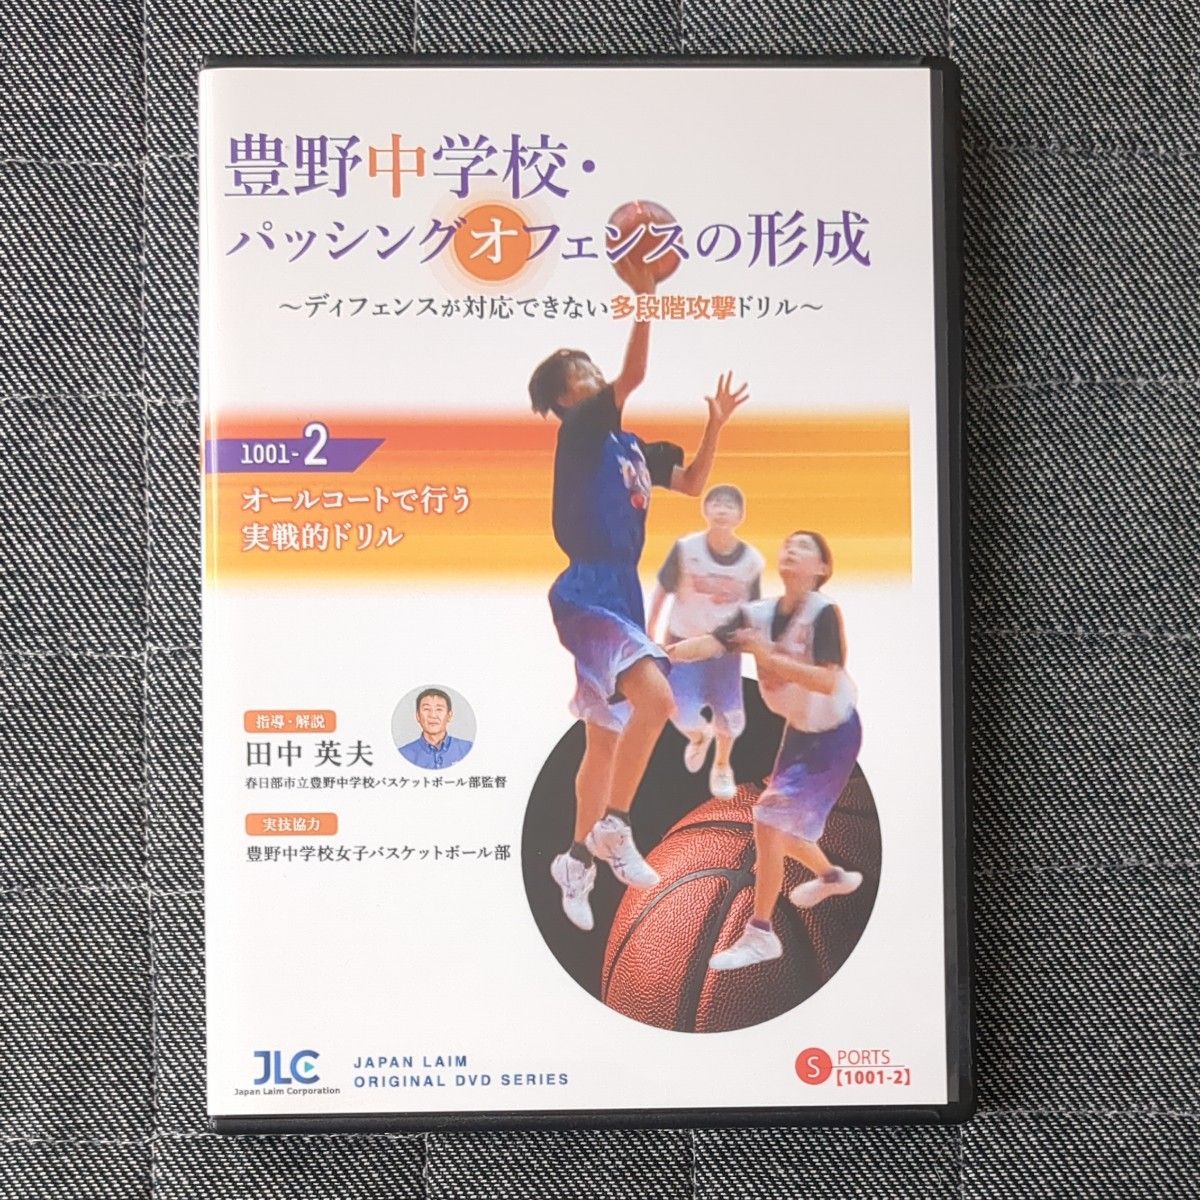 豊野中学校・
パッシングオフェンスの形成
～ディフェンスが対応できない多段階攻撃ドリル～
1001-2
オールコートで行う
実戦的ドリル
指導・解説
田中 英夫
春日部市立豊野中学校バスケットボール部監督
実技協力
豊野中学校女子バスケットボール部
JLC
Japan Laim Corporation
JAPAN LAIM
ORIGINAL DVD SERIES
SPORTS
【1001-2】